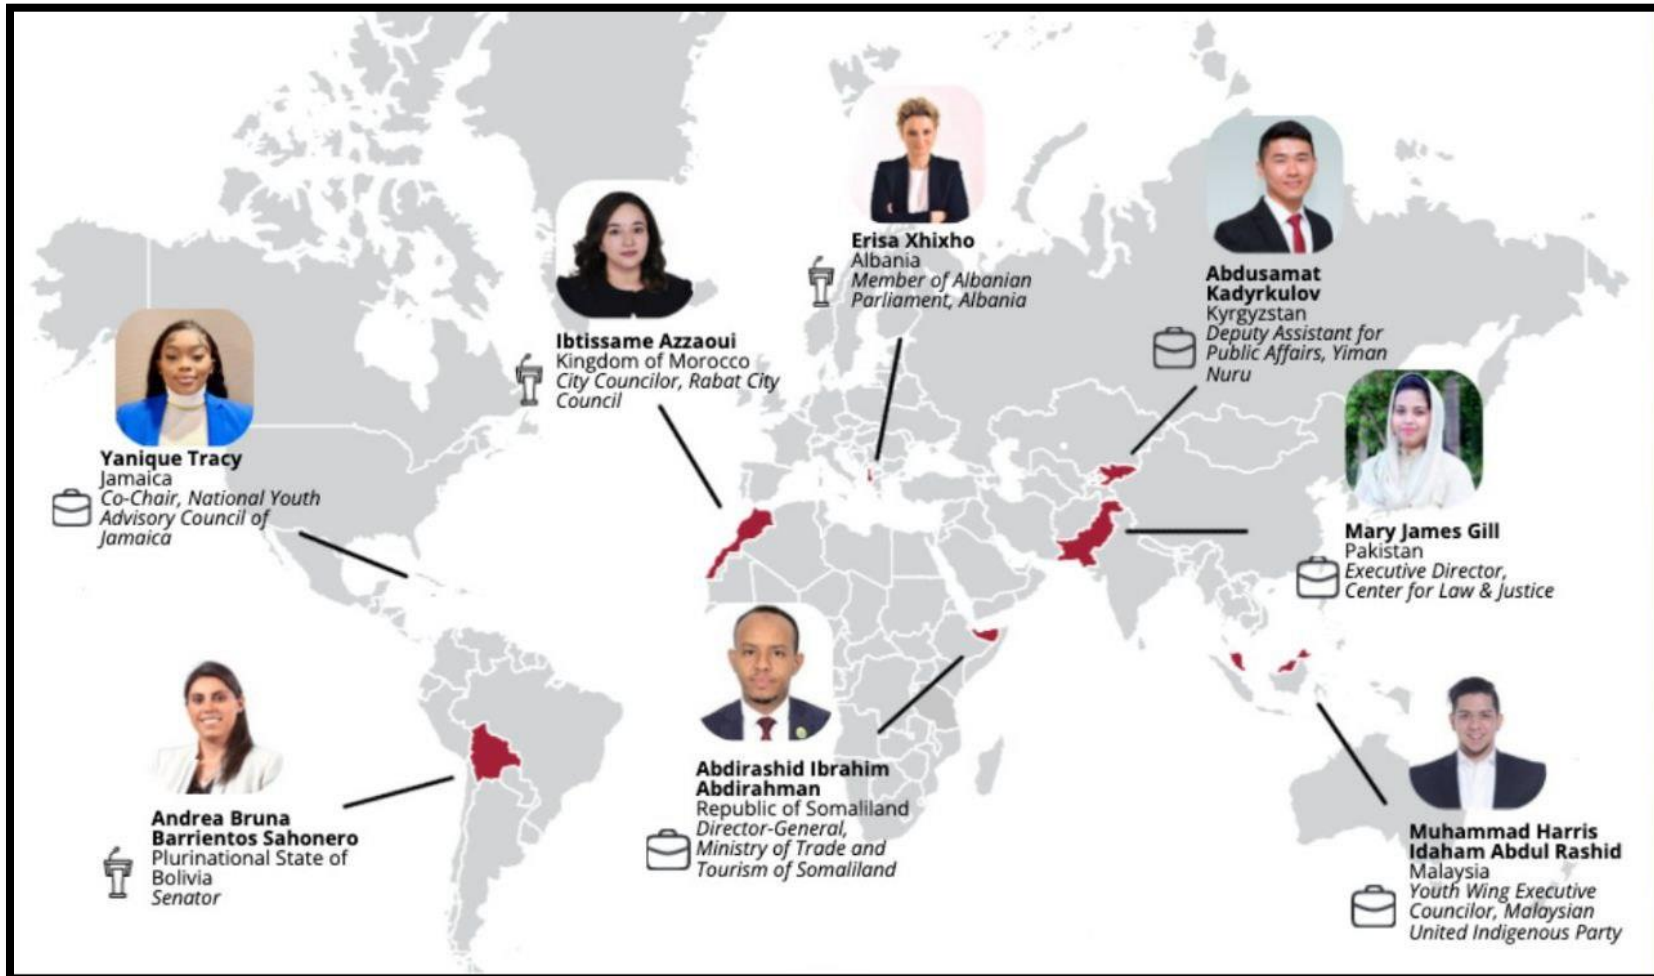 Erisa Xhixho
Albania
Member of Albanian
Parliament, Albania
Abdusamat
Kadyrkulov
Kyrgyzstan
Deputy Assistant for
Public Affairs, Yiman
Nuru
Ibtissame Azzaoui
Kingdom of Morocco
City Councilor, Rabat City
Council
Yanique Tracy
Jamaica
Co-Chair, National Youth
Advisory Council of
Jamaica
Mary James Gill
Pakistan
Executive Director,
Center for Law & Justice
Andrea Bruna
Barrientos Sahonero
Plurinational State of
Bolivia
Senator
Abdirashid Ibrahim
Abdirahman
Republic of Somaliland
Director-General,
Ministry of Trade and
Tourism of Somaliland
Muhammad Harris
Idaham Abdul Rashid
Malaysia
Youth Wing Executive
Councilor, Malaysian
United Indigenous Party